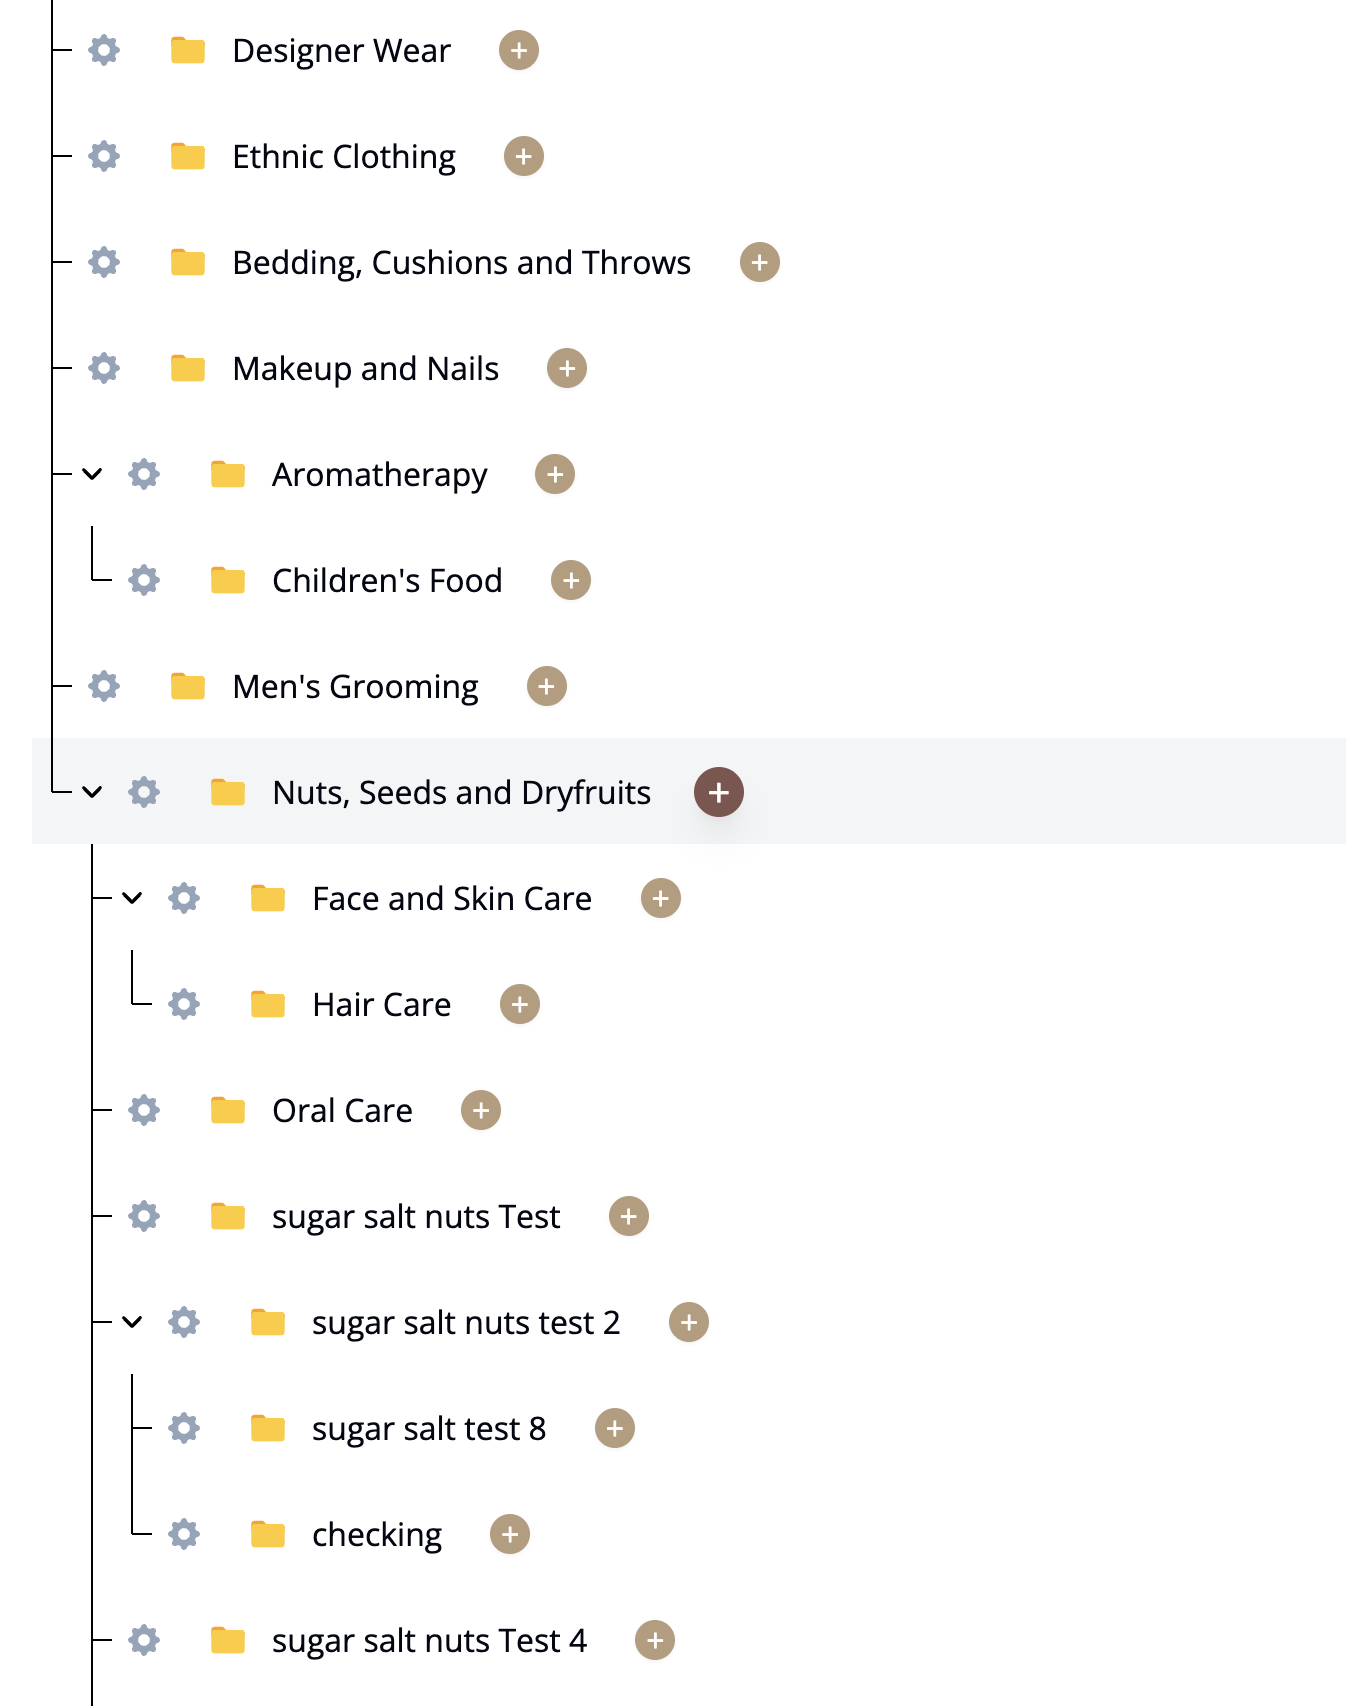 Designer Wear
Ethnic Clothing
Bedding, Cushions and Throws
Makeup and Nails
Aromatherapy
Children's Food
Men's Grooming
Nuts, Seeds and Dryfruits
Face and Skin Care
Hair Care
Oral Care
sugar salt nuts Test
sugar salt nuts test 2
sugar salt test 8
checking
sugar salt nuts Test 4